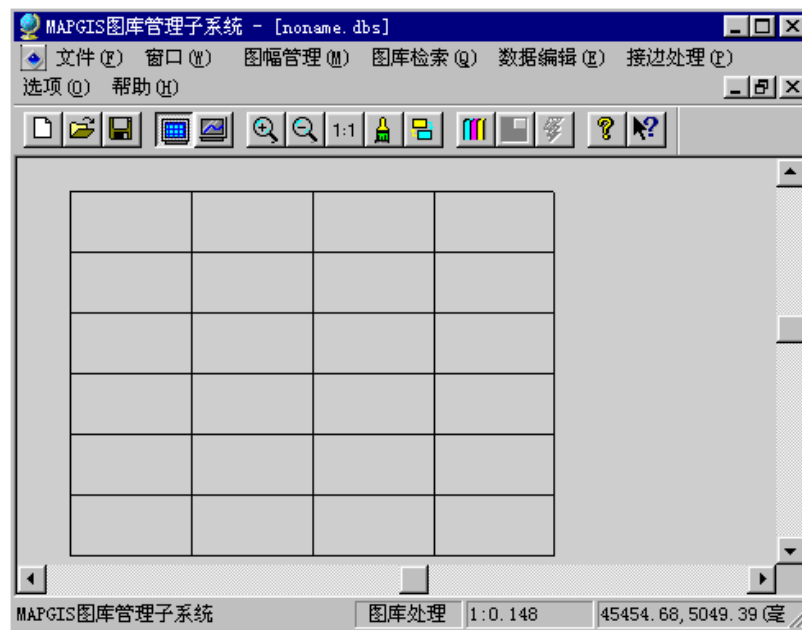 MAPGIS图库管理子系统 - [noname.dbs]
文件(F) 窗口(W) 图幅管理(M) 图库检索(Q) 数据编辑(E) 接边处理(P)
选项(O) 帮助(H)
1:1
MAPGIS图库管理子系统 图库处理 1:0.148 45454.68,5049.39(毫